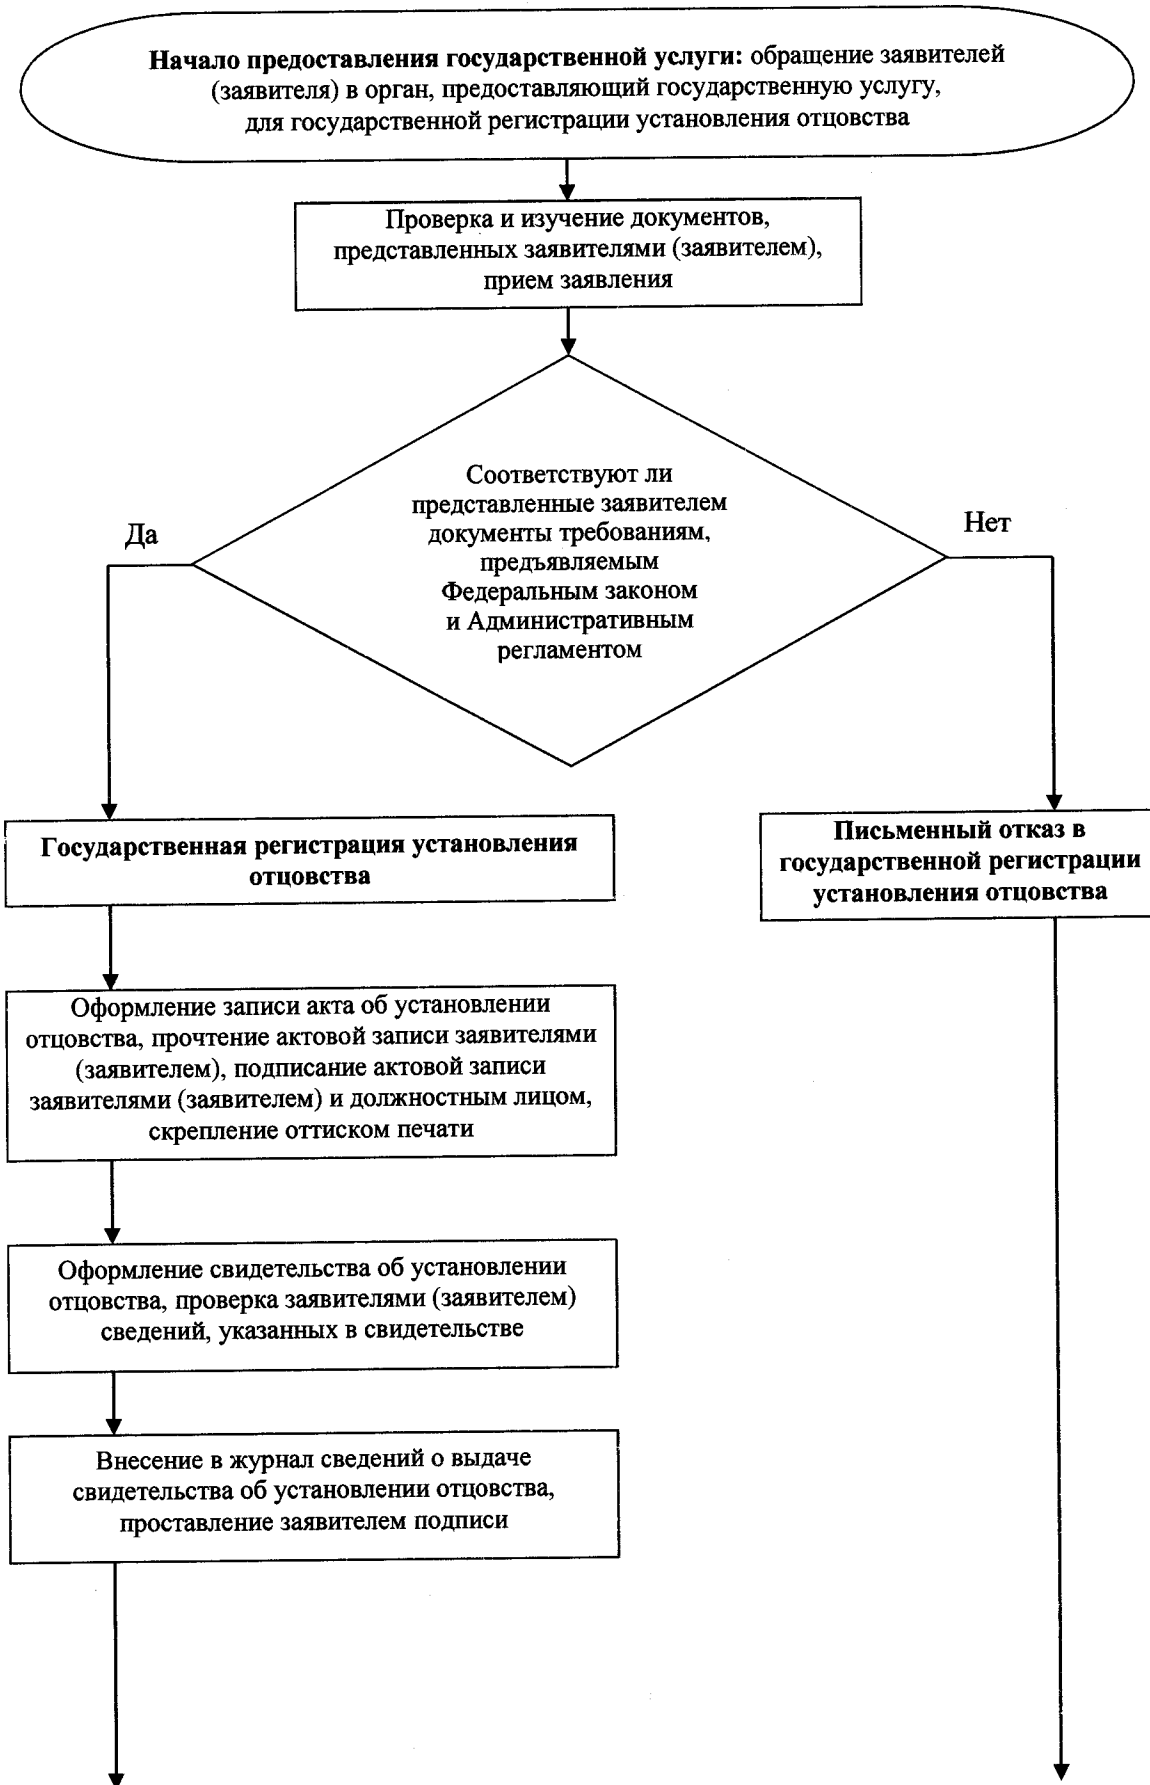 Начало предоставления государственной услуги: обращение заявителей
(заявителя) в орган, предоставляющий государственную услугу,
для государственной регистрации установления отцовства
Проверка и изучение документов,
представленных заявителями (заявителем),
прием заявления
Соответствуют ли
представленные заявителем
документы требованиям,
предъявляемым
Федеральным законом
и Административным
регламентом
Да
Нет
Государственная регистрация установления
отцовства
Письменный отказ в
государственной регистрации
установления отцовства
Оформление записи акта об установлении
отцовства, прочтение актовой записи заявителями
(заявителем), подписание актовой записи
заявителями (заявителем) и должностным лицом,
скрепление оттиском печати
Оформление свидетельства об установлении
отцовства, проверка заявителями (заявителем)
сведений, указанных в свидетельстве
Внесение в журнал сведений о выдаче
свидетельства об установлении отцовства,
проставление заявителем подписи